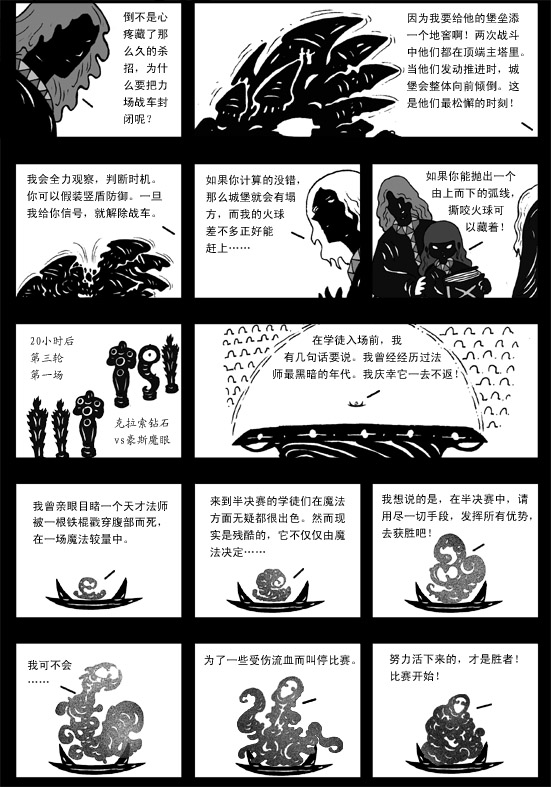 倒不是心
疼藏了那
么久的杀
招，为什
么要把力
场战车封
闭呢？
因为我要给他的堡垒添
一个地窖啊！两次战斗
中他们都在顶端主塔里。
当他们发动推进时，城
堡会整体向前倾倒。这
是他们最松懈的时刻！
我会全力观察，判断时机。
你可以假装竖盾防御。一旦
我给你信号，就解除战车。
如果你计算的没错，
那么城堡就会有塌
方，而我的火球
差不多正好能
赶上……
如果你能抛出一个
由上而下的弧线，
撕咬火球可
以藏着！
20小时后
第三轮
第一场
克拉索钻石
vs豪斯魔眼
在学徒入场前，我
有几句话要说。我曾经经历过法
师最黑暗的年代。我庆幸它一去不返！
我曾亲眼目睹一个天才法师
被一根铁棍戳穿腹部而死，
在一场魔法较量中。
来到半决赛的学徒们在魔法
方面无疑都很出色。然而现
实是残酷的，它不仅仅由魔
法决定……
我想说的是，在半决赛中，请
用尽一切手段，发挥所有优势，
去获胜吧！
我可不会
……
为了一些受伤流血而叫停比赛。
努力活下来的，才是胜者！
比赛开始！